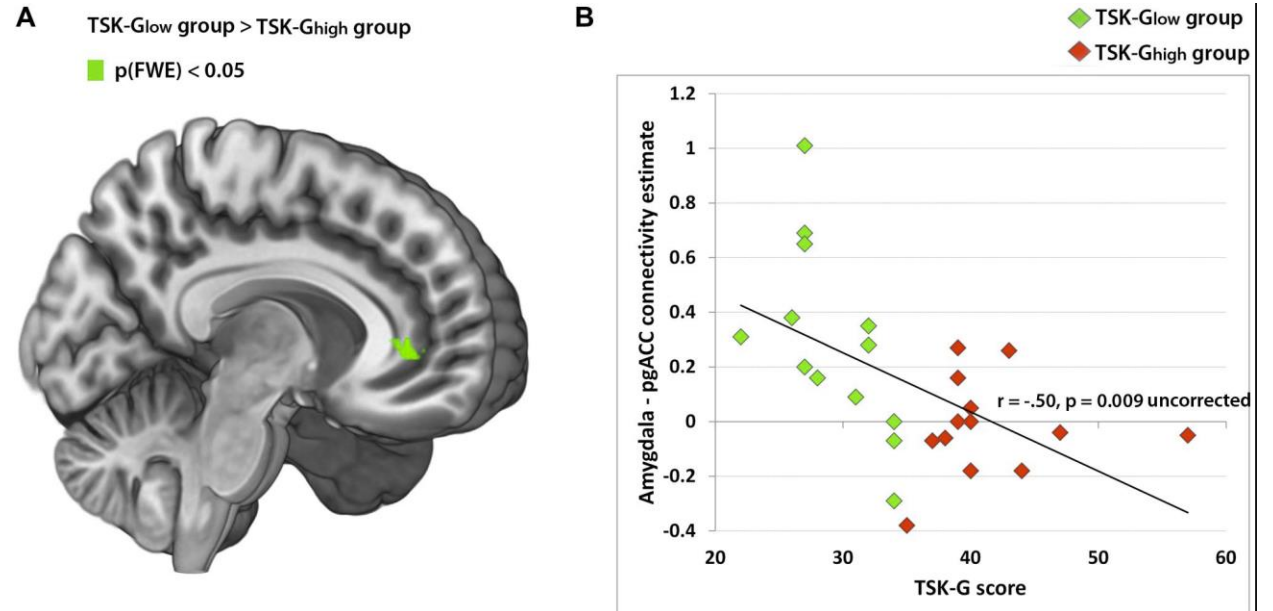 A
TSK-Glow group > TSK-Ghigh group
p(FWE) < 0.05
B
TSK-Glow group
TSK-Ghigh group
Amygdala - pgACC connectivity estimate
1.2
1
0.8
0.6
0.4
0.2
0
-0.2
-0.4
r = -.50, p = 0.009 uncorrected
20 30 40 50 60
TSK-G score